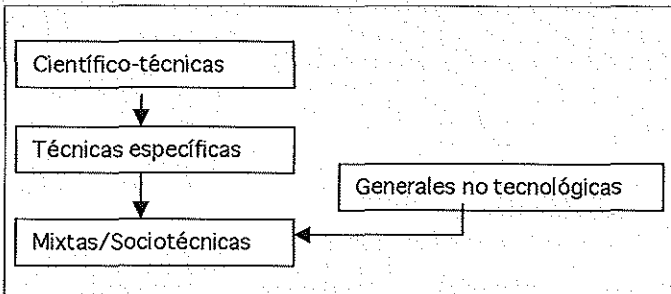 Científico-técnicas
Técnicas específicas
Generales no tecnológicas
Mixtas/Sociotécnicas